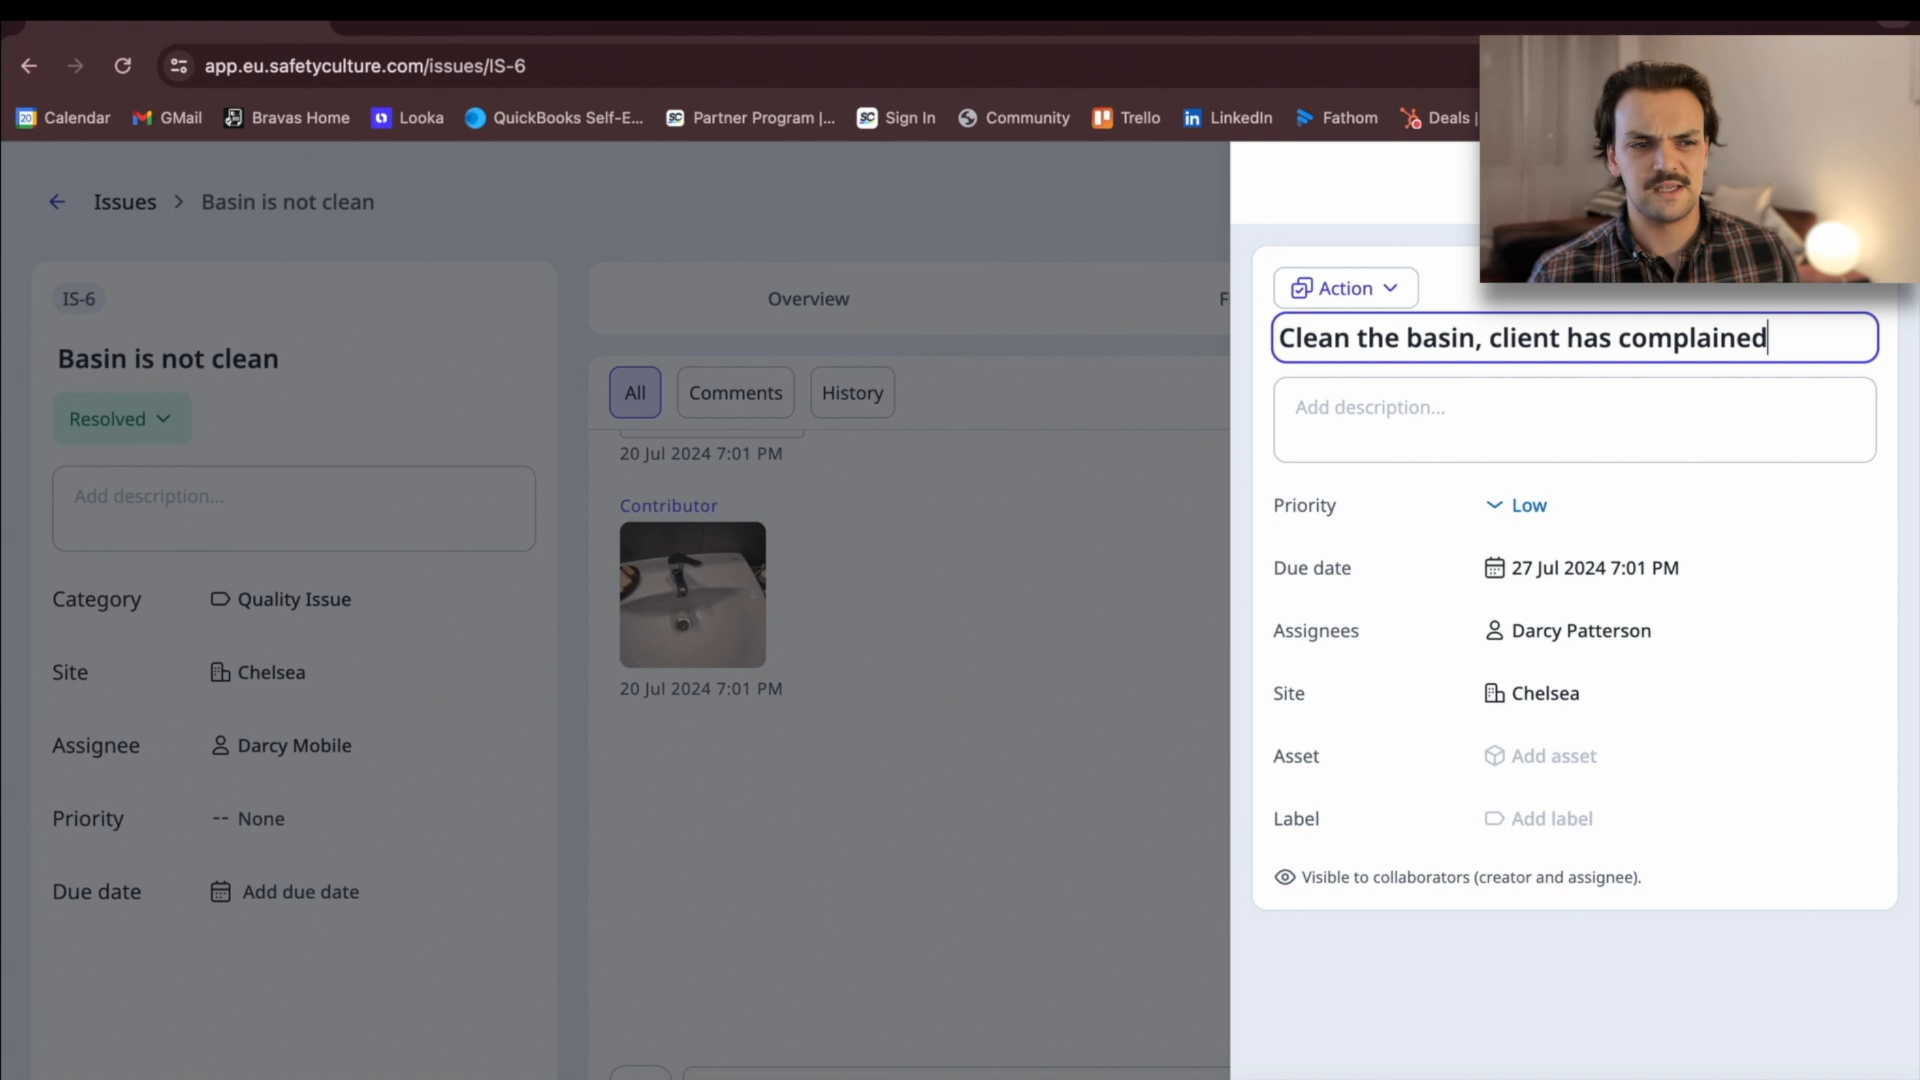 app.eu.safetyculture.com/issues/IS-6
20 Calendar GMail Bravas Home Looka QuickBooks Self-E... SC Partner Program |... SC Sign In Community Trello in LinkedIn Fathom Deals |
Issues > Basin is not clean
IS-6
Basin is not clean
Resolved
Add description...
Category Quality Issue
Site Chelsea
Assignee Darcy Mobile
Priority -- None
Due date Add due date
Overview F
All Comments History
20 Jul 2024 7:01 PM
Contributor
20 Jul 2024 7:01 PM
Action
Clean the basin, client has complained
Add description...
Priority Low
Due date 27 Jul 2024 7:01 PM
Assignees Darcy Patterson
Site Chelsea
Asset Add asset
Label Add label
Visible to collaborators (creator and assignee).